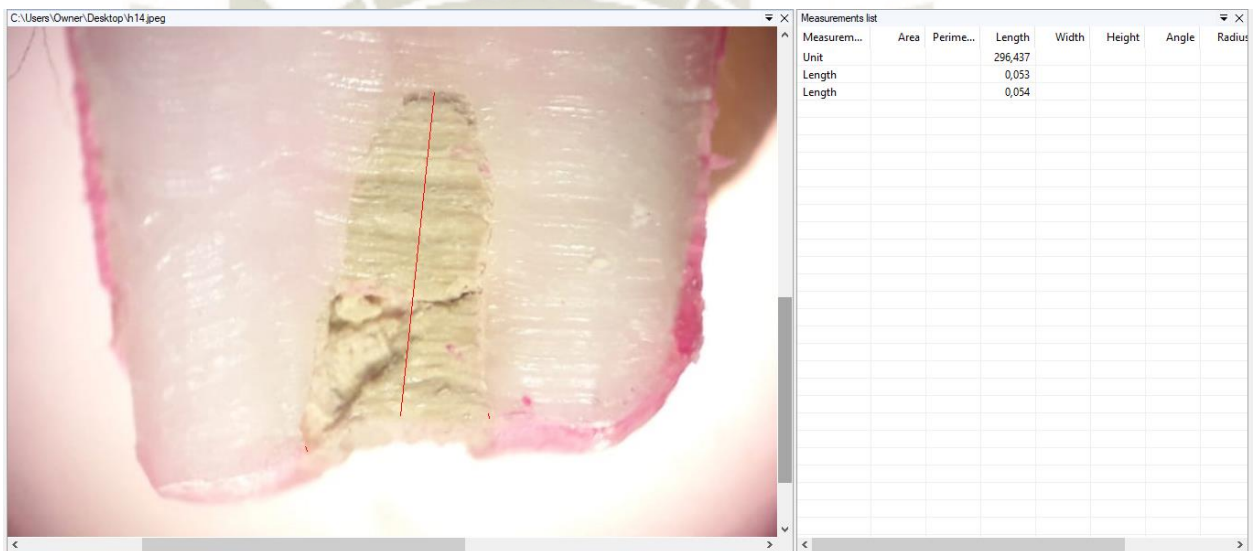 C:\Users\Owner\Desktop\h14.jpeg
Measurements list
Measurem... Area Perime... Length Width Height Angle Radius
Unit 296,437
Length 0,053
Length 0,054